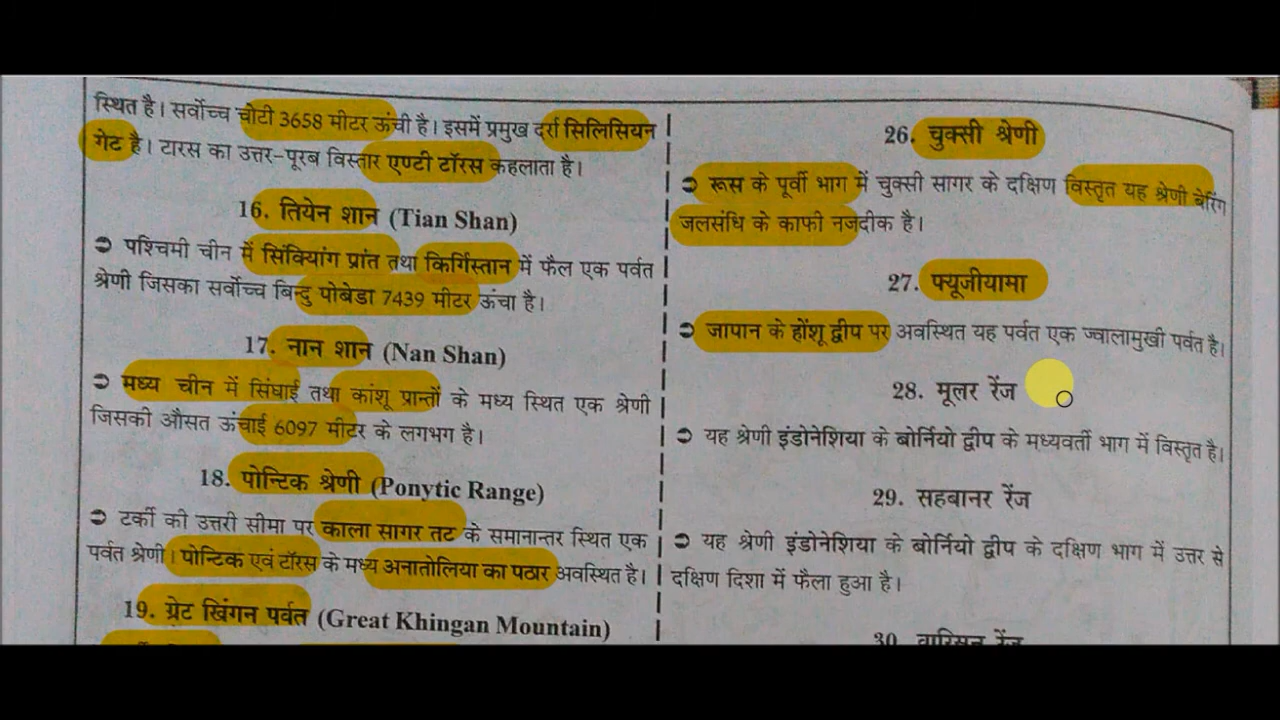 स्थित है। सर्वोच्च चोटी 3658 मीटर ऊंची है। इसमें प्रमुख दर्रा सिलिसियन
गेट है। टारस का उत्तर-पूरब विस्तार एण्टी टॉरस कहलाता है।
16. तियेन शान (Tian Shan)
➲ पश्चिमी चीन में सिंक्यांग प्रांत तथा किर्गिस्तान में फैल एक पर्वत
श्रेणी जिसका सर्वोच्च बिन्दु पोबेडा 7439 मीटर ऊंचा है।
17. नान शान (Nan Shan)
➲ मध्य चीन में सिंघाई तथा कांशू प्रान्तों के मध्य स्थित एक श्रेणी
जिसकी औसत ऊंचाई 6097 मीटर के लगभग है।
18. पोन्टिक श्रेणी (Ponytic Range)
➲ टर्की की उत्तरी सीमा पर काला सागर तट के समानान्तर स्थित एक
पर्वत श्रेणी। पोन्टिक एवं टॉरस के मध्य अनातोलिया का पठार अवस्थित है।
19. ग्रेट खिंगन पर्वत (Great Khingan Mountain)
26. चुक्सी श्रेणी
➲ रूस के पूर्वी भाग में चुक्सी सागर के दक्षिण विस्तृत यह श्रेणी बेरिंग
जलसंधि के काफी नजदीक है।
27. फ्यूजीयामा
➲ जापान के होंशू द्वीप पर अवस्थित यह पर्वत एक ज्वालामुखी पर्वत है।
28. मूलर रेंज
➲ यह श्रेणी इंडोनेशिया के बोर्नियो द्वीप के मध्यवर्ती भाग में विस्तृत है।
29. सहबानर रेंज
➲ यह श्रेणी इंडोनेशिया के बोर्नियो द्वीप के दक्षिण भाग में उत्तर से
दक्षिण दिशा में फैला हुआ है।
30. वारिसन रेंज